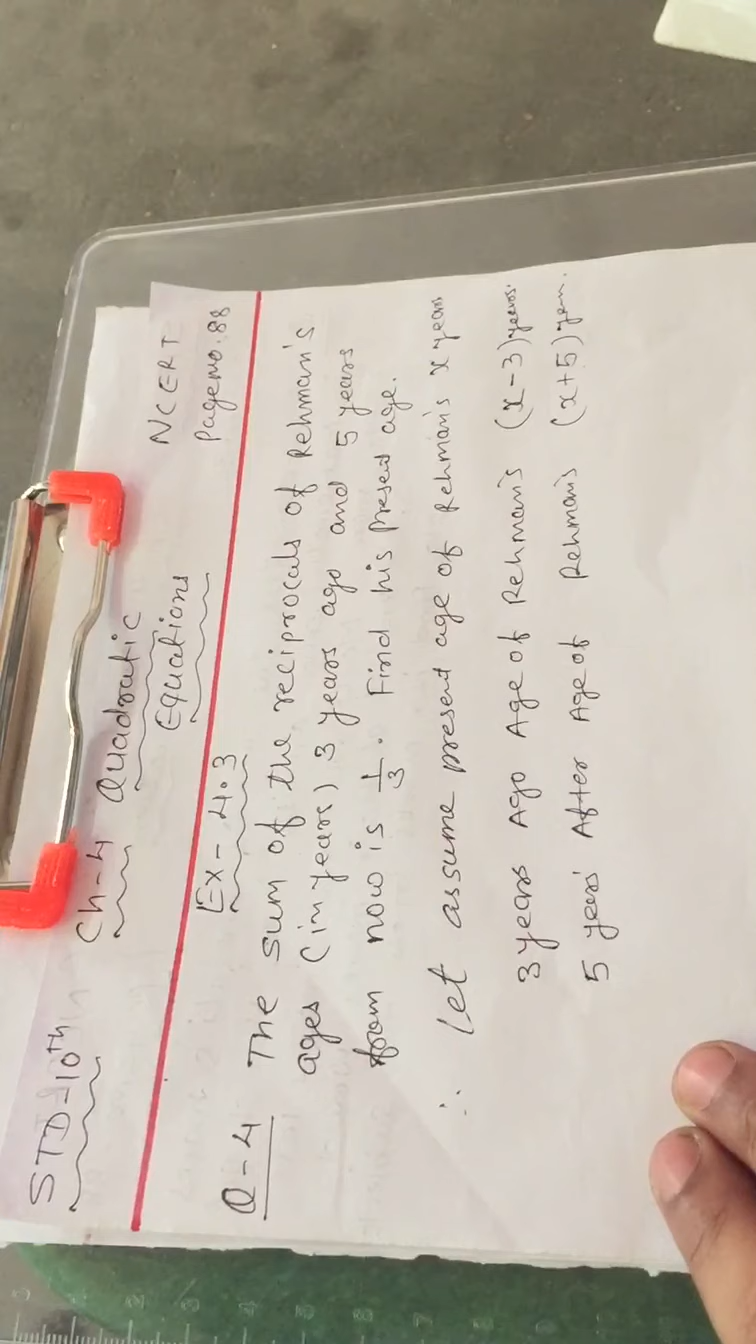 STD-10th Ch-4 Quadratic Equations NCERT
Page no. 88
Ex-4.3
Q-4 The sum of the reciprocals of Rehman's
ages (in years) 3 years ago and 5 years
from now is 1/3. Find his present age.
∴ Let assume present age of Rehman's x years
3 years Ago Age of Rehman's (x-3) years.
5 years After Age of Rehman's (x+5) years.